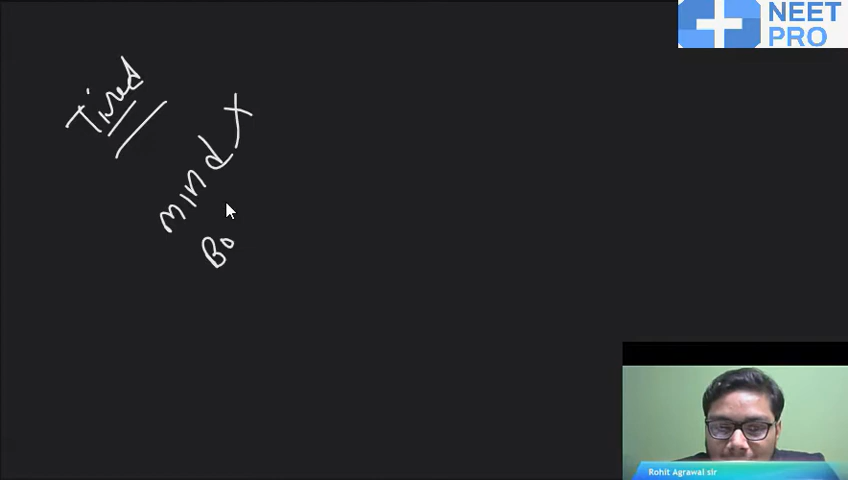 NEET
PRO
Tired
mind x
Bo
Rohit Agrawal sir